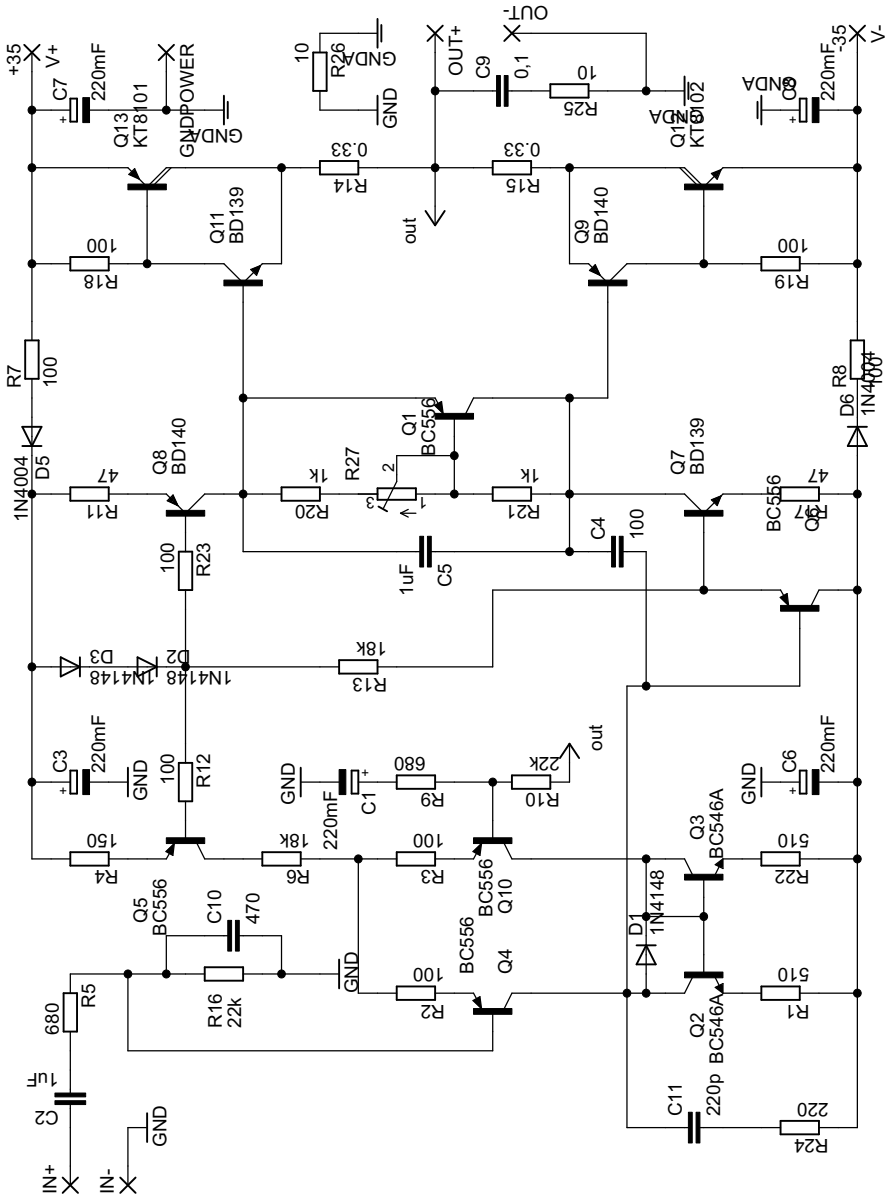 +35
V+
C7
220mF
Q13
KT8101
GNDPOWER
GNDA
10
R26
GNDA
GND
OUT+
OUT-
C9
0,1
10
R25
GNDA
Q12
KT8102
GNDA
C8
220mF
-35
V-
100
R18
Q11
BD139
0.33
R14
out
0.33
R15
Q9
BD140
100
R19
R7
100
1N4004
D5
R8
100
D6
1N4004
47
R11
Q8
BD140
1k
R20
R27
2
3
1
Q1
BC556
1k
R21
Q7
BD139
47
R17
BC556
Q6
100
R23
1uF
C5
C4
100
D3
1N4148
D2
1N4148
18k
R13
C3
220mF
GND
100
R12
GND
220mF
C1
680
R9
22k
R10
out
GND
C6
220mF
150
R4
Q5
BC556
18k
R6
100
R3
BC556
Q10
Q3
BC546A
510
R22
C10
470
R16
22k
GND
100
R2
BC556
Q4
D1
1N4148
Q2
BC546A
510
R1
680
R5
1uF
C2
IN+
IN-
GND
C11
220p
220
R24